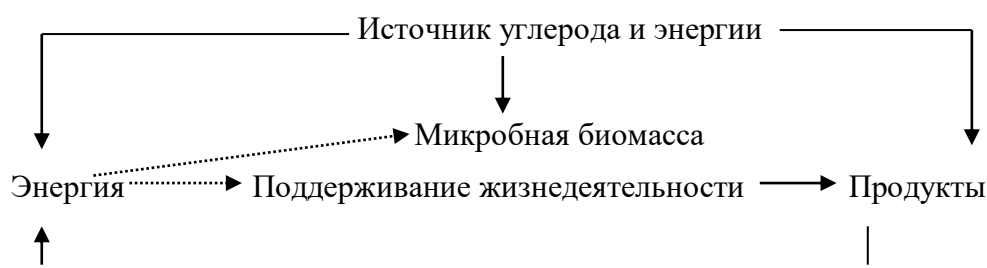 Источник углерода и энергии
Микробная биомасса
Энергия Поддерживание жизнедеятельности Продукты